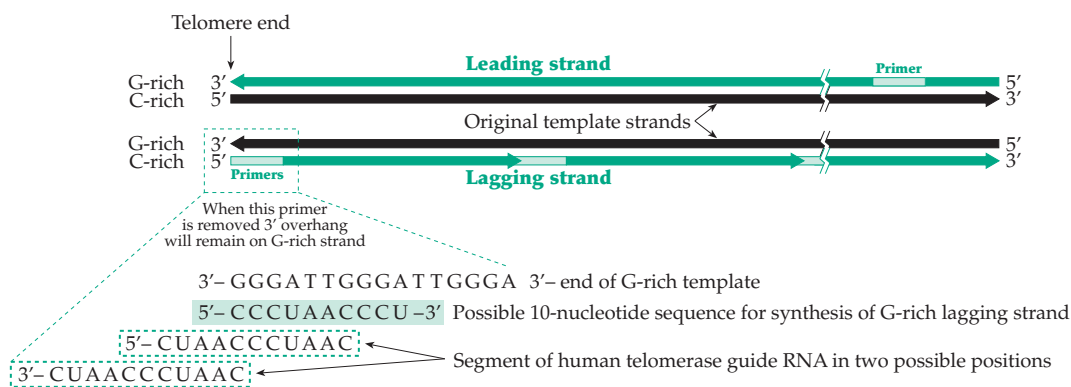 Telomere end
Leading strand
Primer
G-rich 3′ 5′
C-rich 5′ 3′
Original template strands
G-rich 3′ 5′
C-rich 5′ 3′
Primers
Lagging strand
When this primer
is removed 3′ overhang
will remain on G-rich strand
3′– GGGATTGGGATTGGGA 3′– end of G-rich template
5′– CCCUAACCCU –3′ Possible 10-nucleotide sequence for synthesis of G-rich lagging strand
5′– CUAACCCUAAC
Segment of human telomerase guide RNA in two possible positions
3′– CUAACCCUAAC